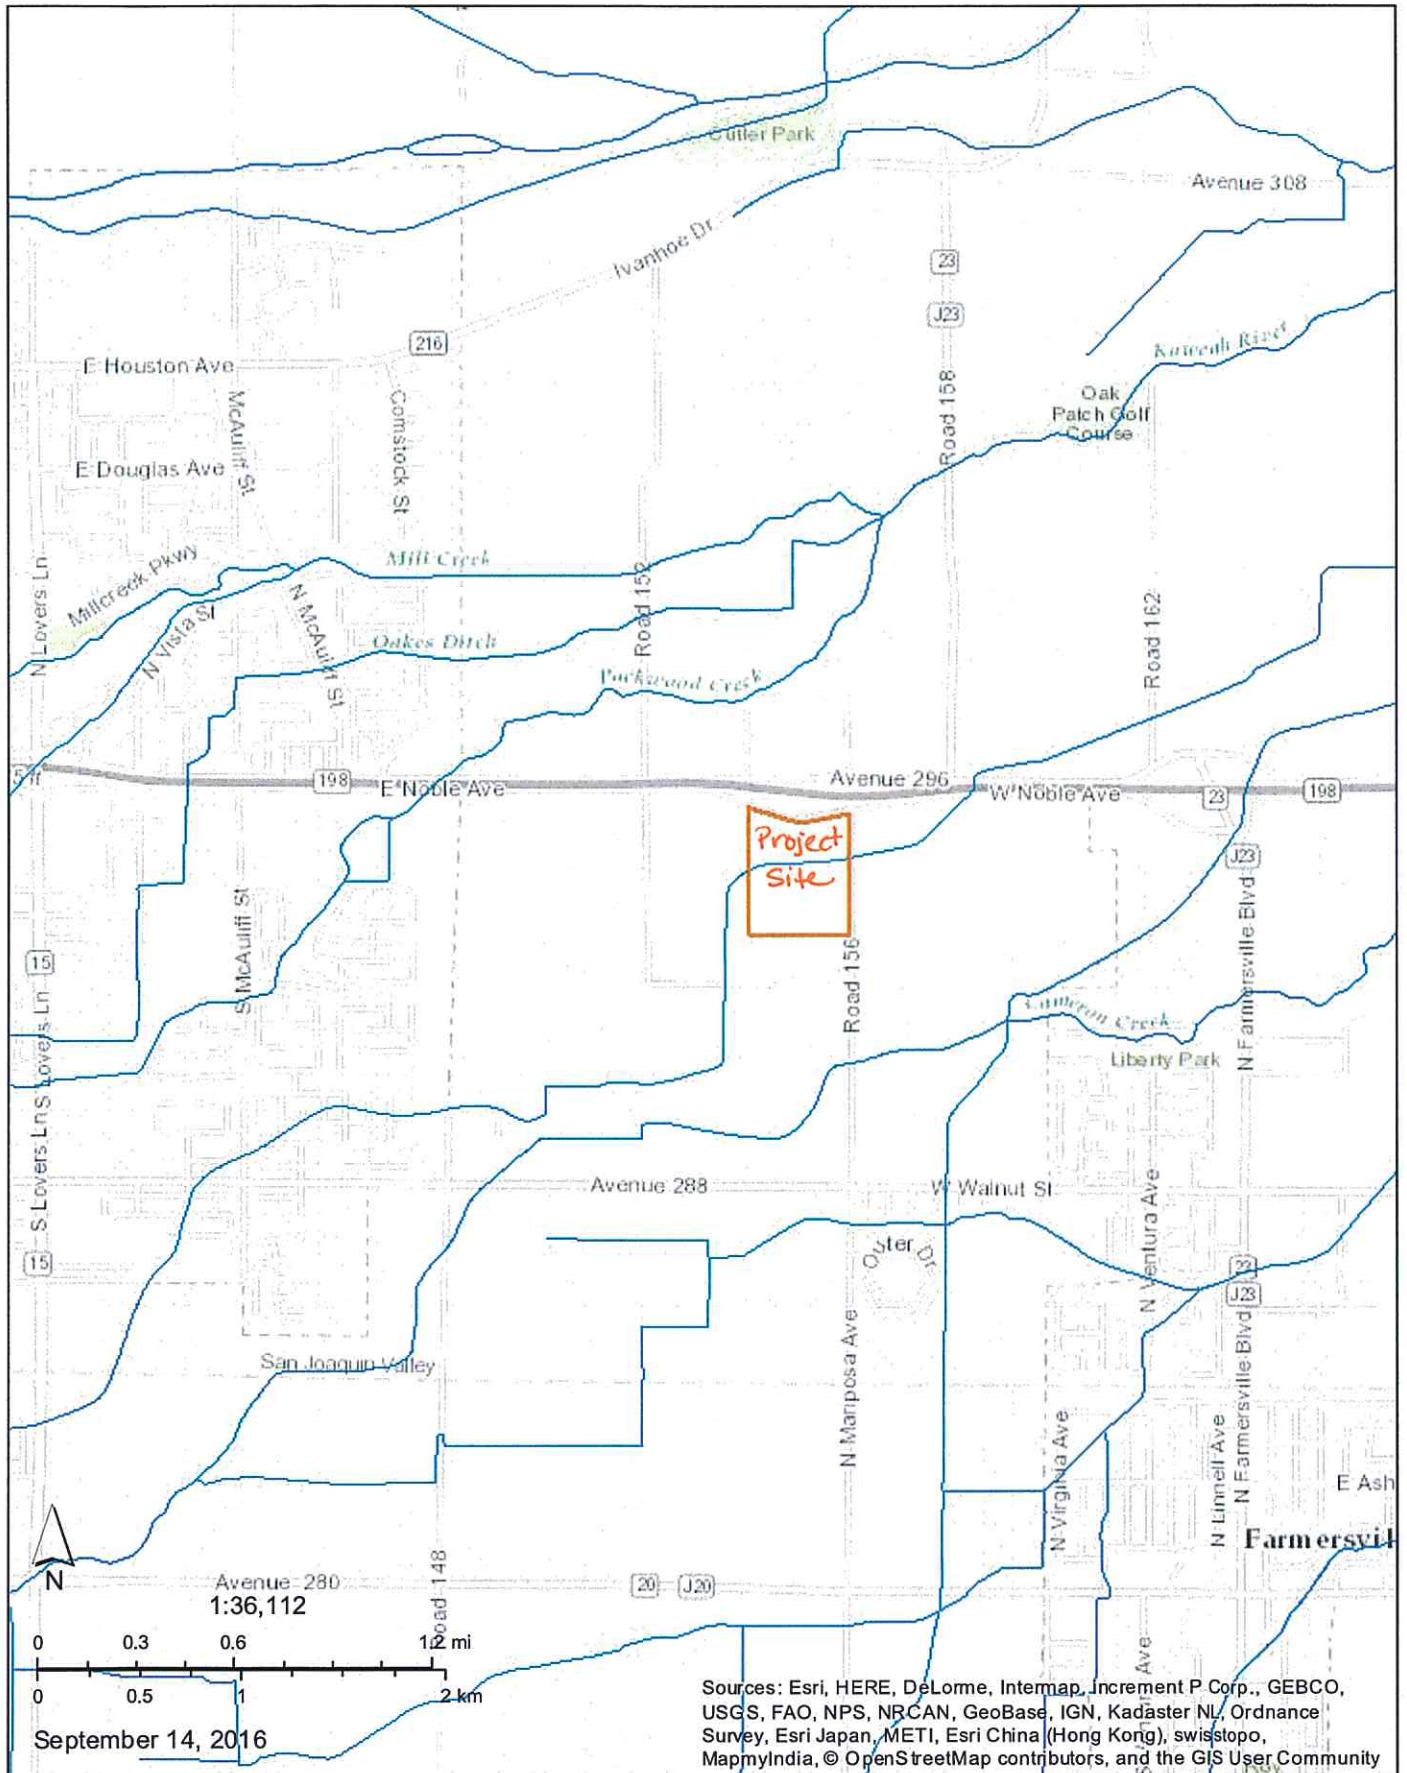 Cutler Park
Avenue 308
Ivanhoe Dr
23
J23
216
E Houston Ave
Kaweah River
McAuliff St
Comstock St
Road 158
Oak
Patch Golf
Course
E Douglas Ave
Mill Creek
Millcreek Pkwy
N Lovers Ln
N Vista St
N McAuliff St
Road 152
Road 162
Oakes Ditch
Packwood Creek
198
E Noble Ave
Avenue 296
W Noble Ave
23
198
Project
Site
J23
S McAuliff St
N Farmersville Blvd
15
Road 156
S Lovers Ln
Cameron Creek
Liberty Park
S Lovers Ln
Avenue 288
W Walnut St
N Ventura Ave
Outer Dr
15
23
J23
San Joaquin Valley
N Mariposa Ave
N Virginia Ave
N Linnell Ave
N Farmersville Blvd
E Ash
Farmersvil
N
Avenue 280
1:36,112
Road 148
20
J20
0 0.3 0.6 1.2 mi
0 0.5 1 2 km
September 14, 2016
Sources: Esri, HERE, DeLorme, Intermap, increment P Corp., GEBCO,
USGS, FAO, NPS, NRCAN, GeoBase, IGN, Kadaster NL, Ordnance
Survey, Esri Japan, METI, Esri China (Hong Kong), swisstopo,
MapmyIndia, © OpenStreetMap contributors, and the GIS User Community